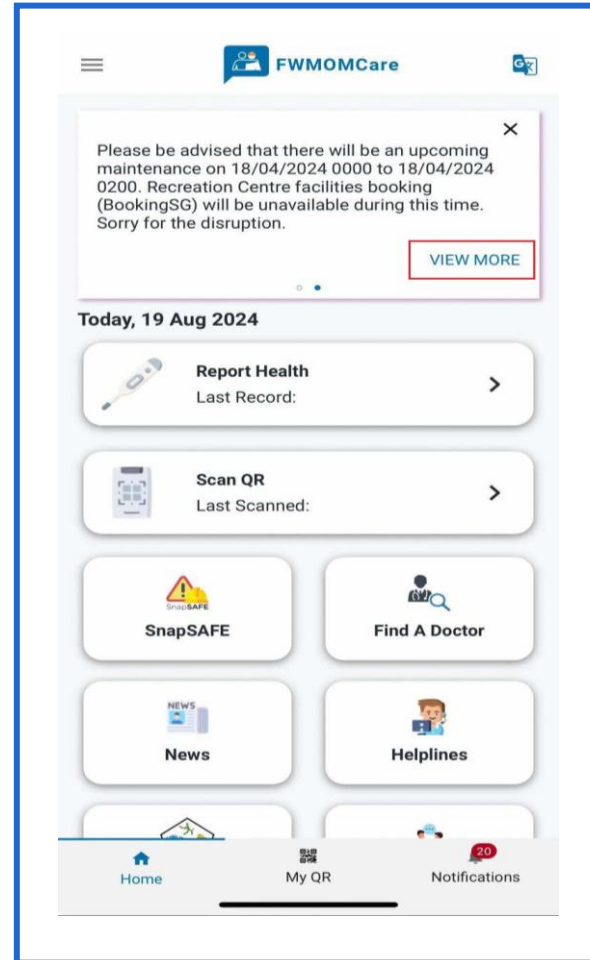 FWMOMCare
Please be advised that there will be an upcoming
maintenance on 18/04/2024 0000 to 18/04/2024
0200. Recreation Centre facilities booking
(BookingSG) will be unavailable during this time.
Sorry for the disruption.
VIEW MORE
Today, 19 Aug 2024
Report Health
Last Record:
Scan QR
Last Scanned:
SnapSAFE
SnapSAFE
Find A Doctor
NEWS
News
Helplines
20
Home
My QR
Notifications